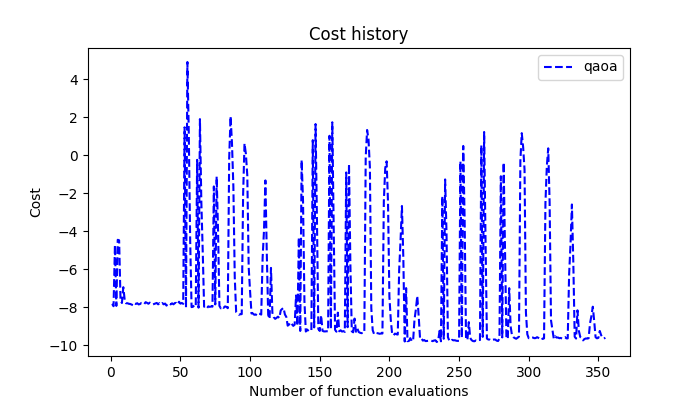 Cost history
qaoa
4
2
0
−2
−4
−6
−8
−10
Cost
0 50 100 150 200 250 300 350
Number of function evaluations